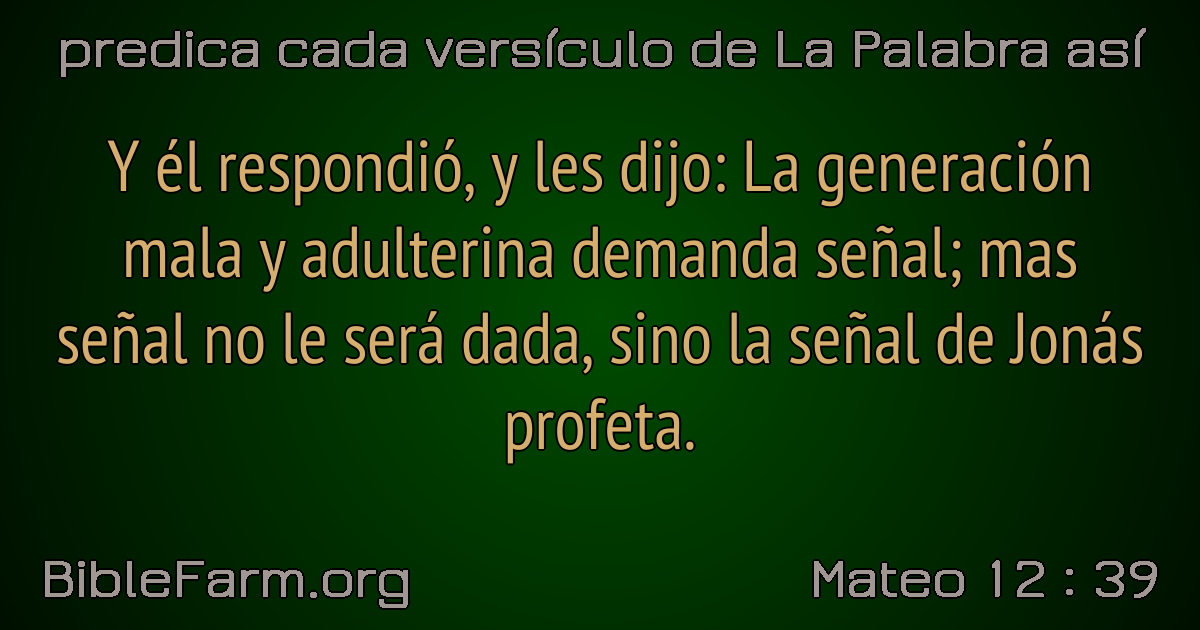 predica cada versículo de La Palabra así
Y él respondió, y les dijo: La generación
mala y adulterina demanda señal; mas
señal no le será dada, sino la señal de Jonás
profeta.
BibleFarm.org
Mateo 12 : 39